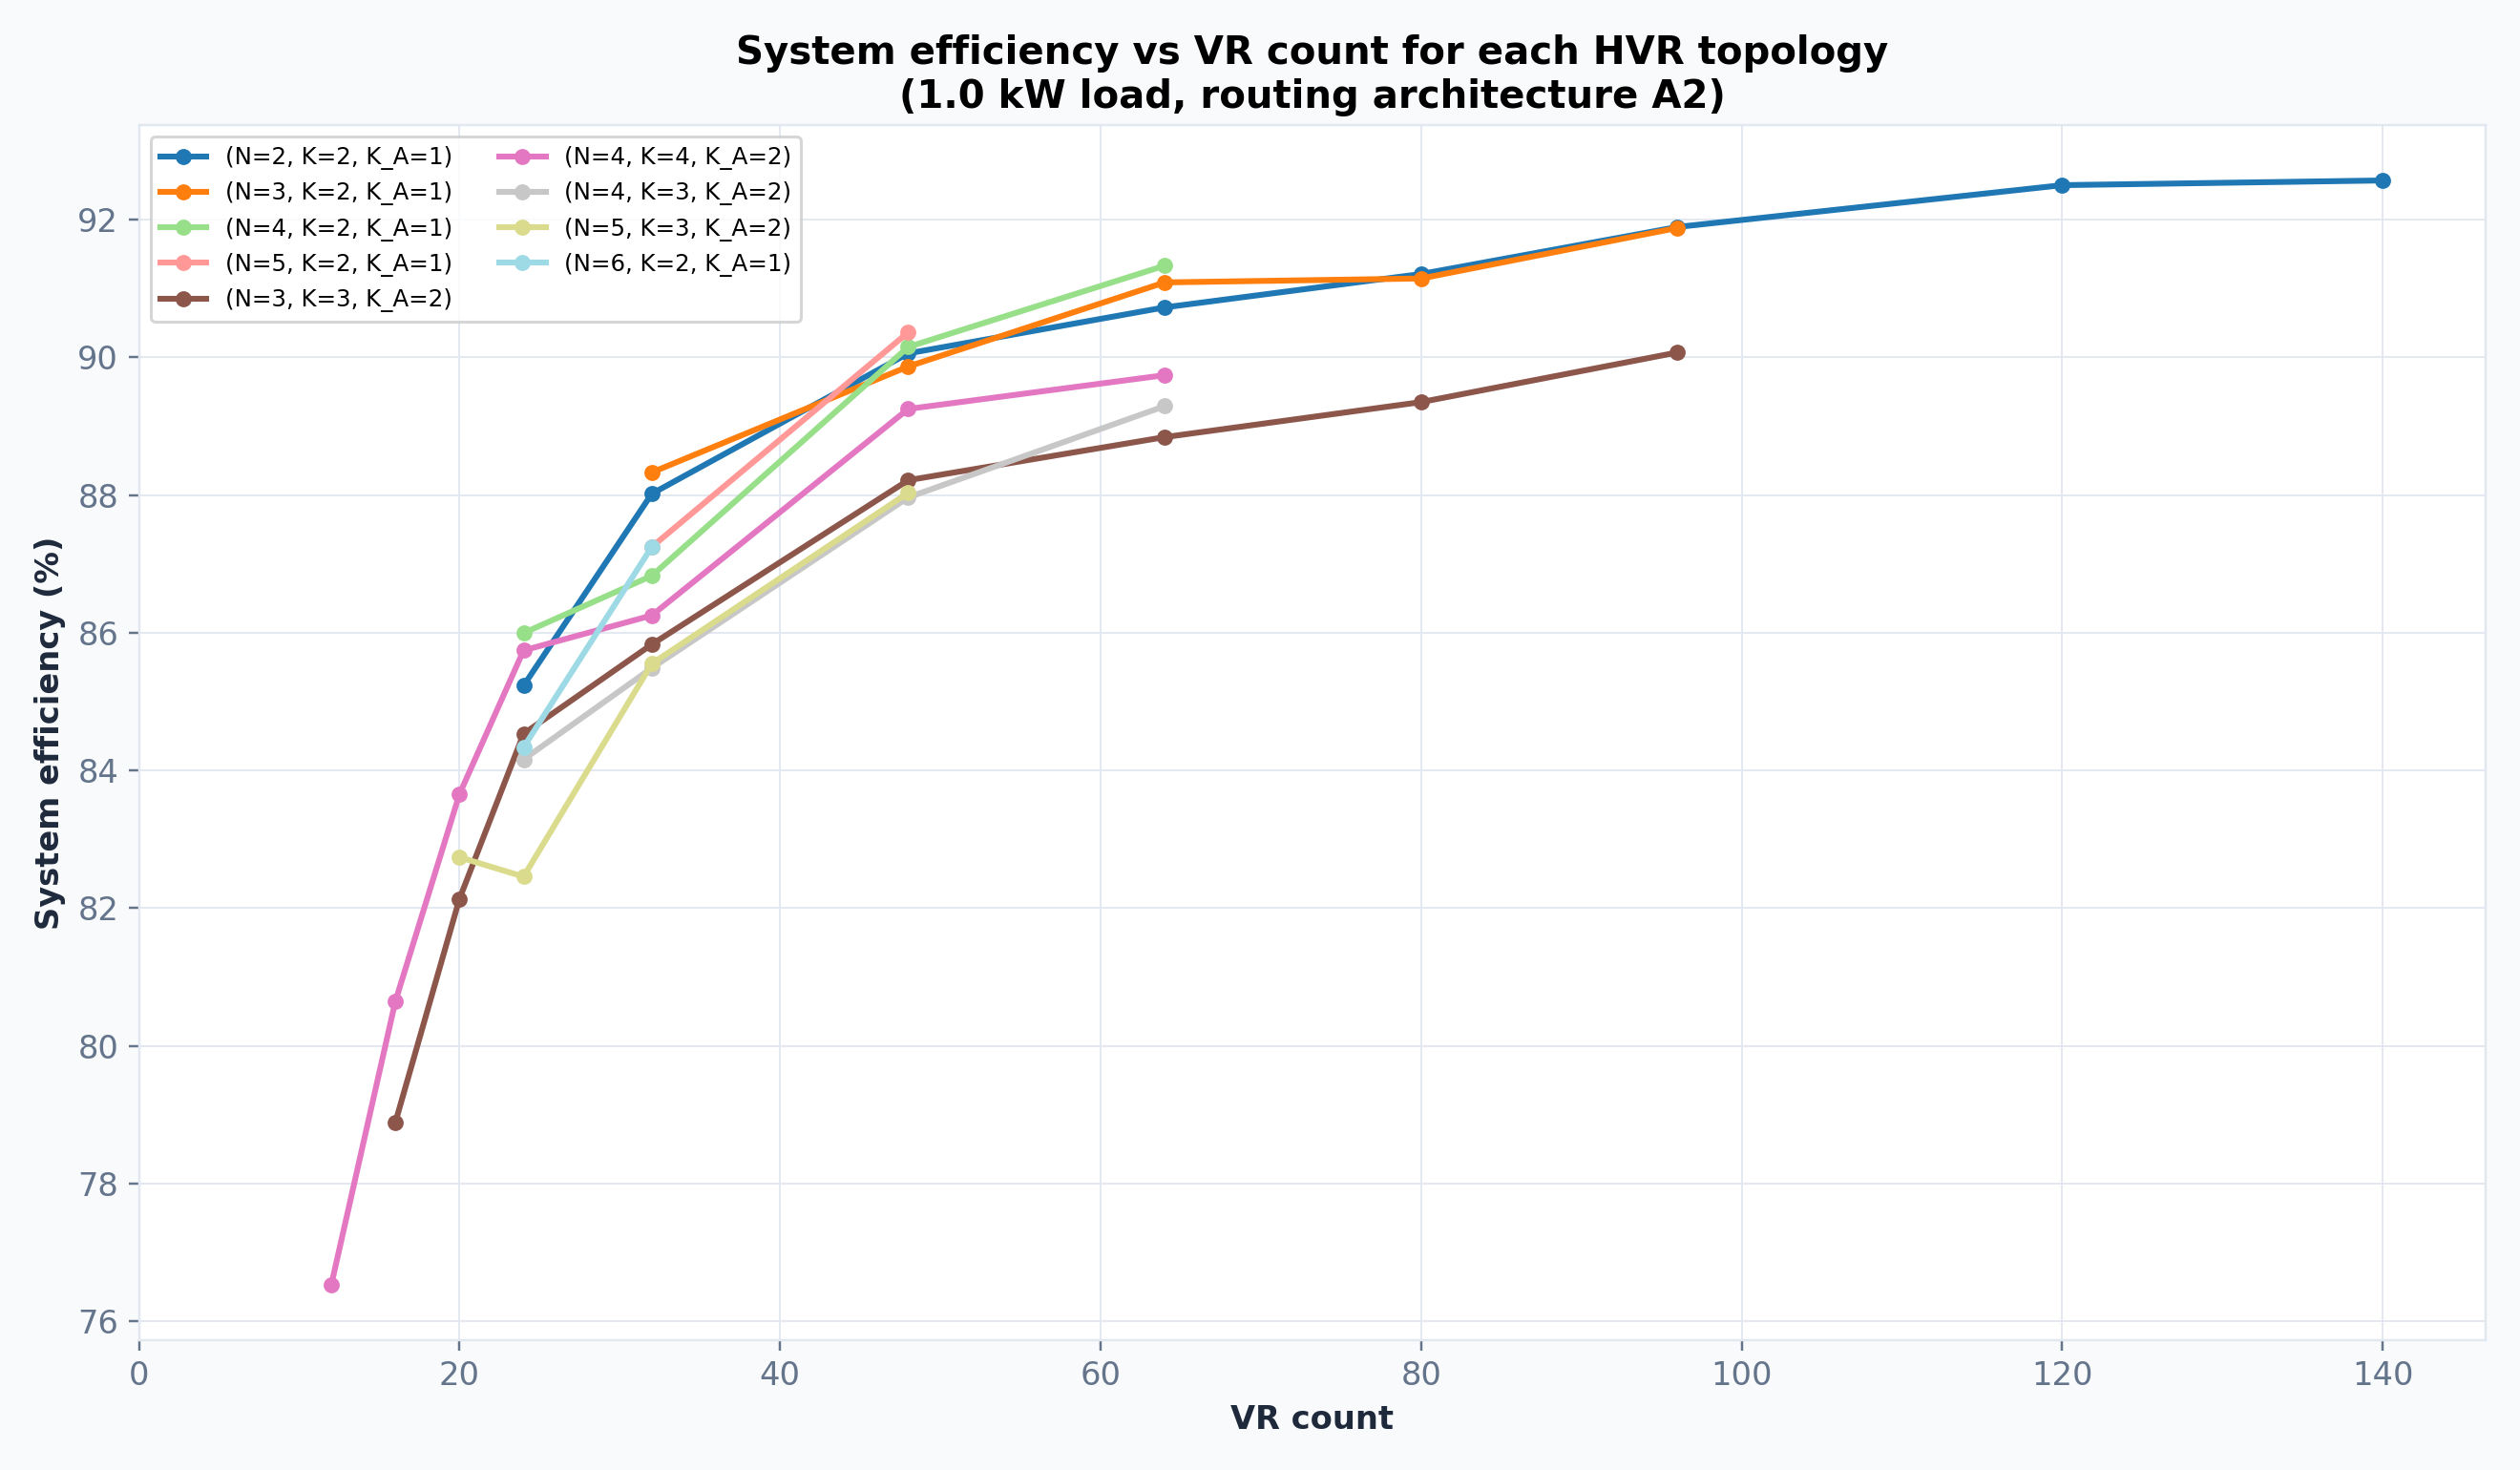 System efficiency vs VR count for each HVR topology
(1.0 kW load, routing architecture A2)
(N=2, K=2, K_A=1)
(N=3, K=2, K_A=1)
(N=4, K=2, K_A=1)
(N=5, K=2, K_A=1)
(N=3, K=3, K_A=2)
(N=4, K=4, K_A=2)
(N=4, K=3, K_A=2)
(N=5, K=3, K_A=2)
(N=6, K=2, K_A=1)
System efficiency (%)
92
90
88
86
84
82
80
78
76
0 20 40 60 80 100 120 140
VR count